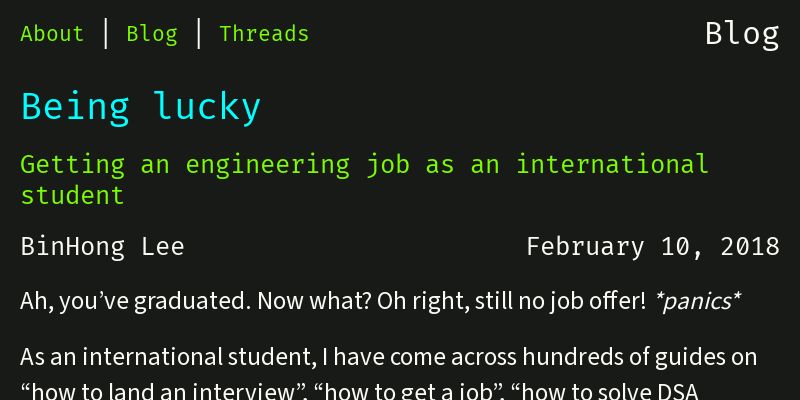 About | Blog | Threads Blog
Being lucky
Getting an engineering job as an international
student
BinHong Lee February 10, 2018
Ah, you’ve graduated. Now what? Oh right, still no job offer! *panics*
As an international student, I have come across hundreds of guides on
“how to land an interview”, “how to get a job”, “how to solve DSA